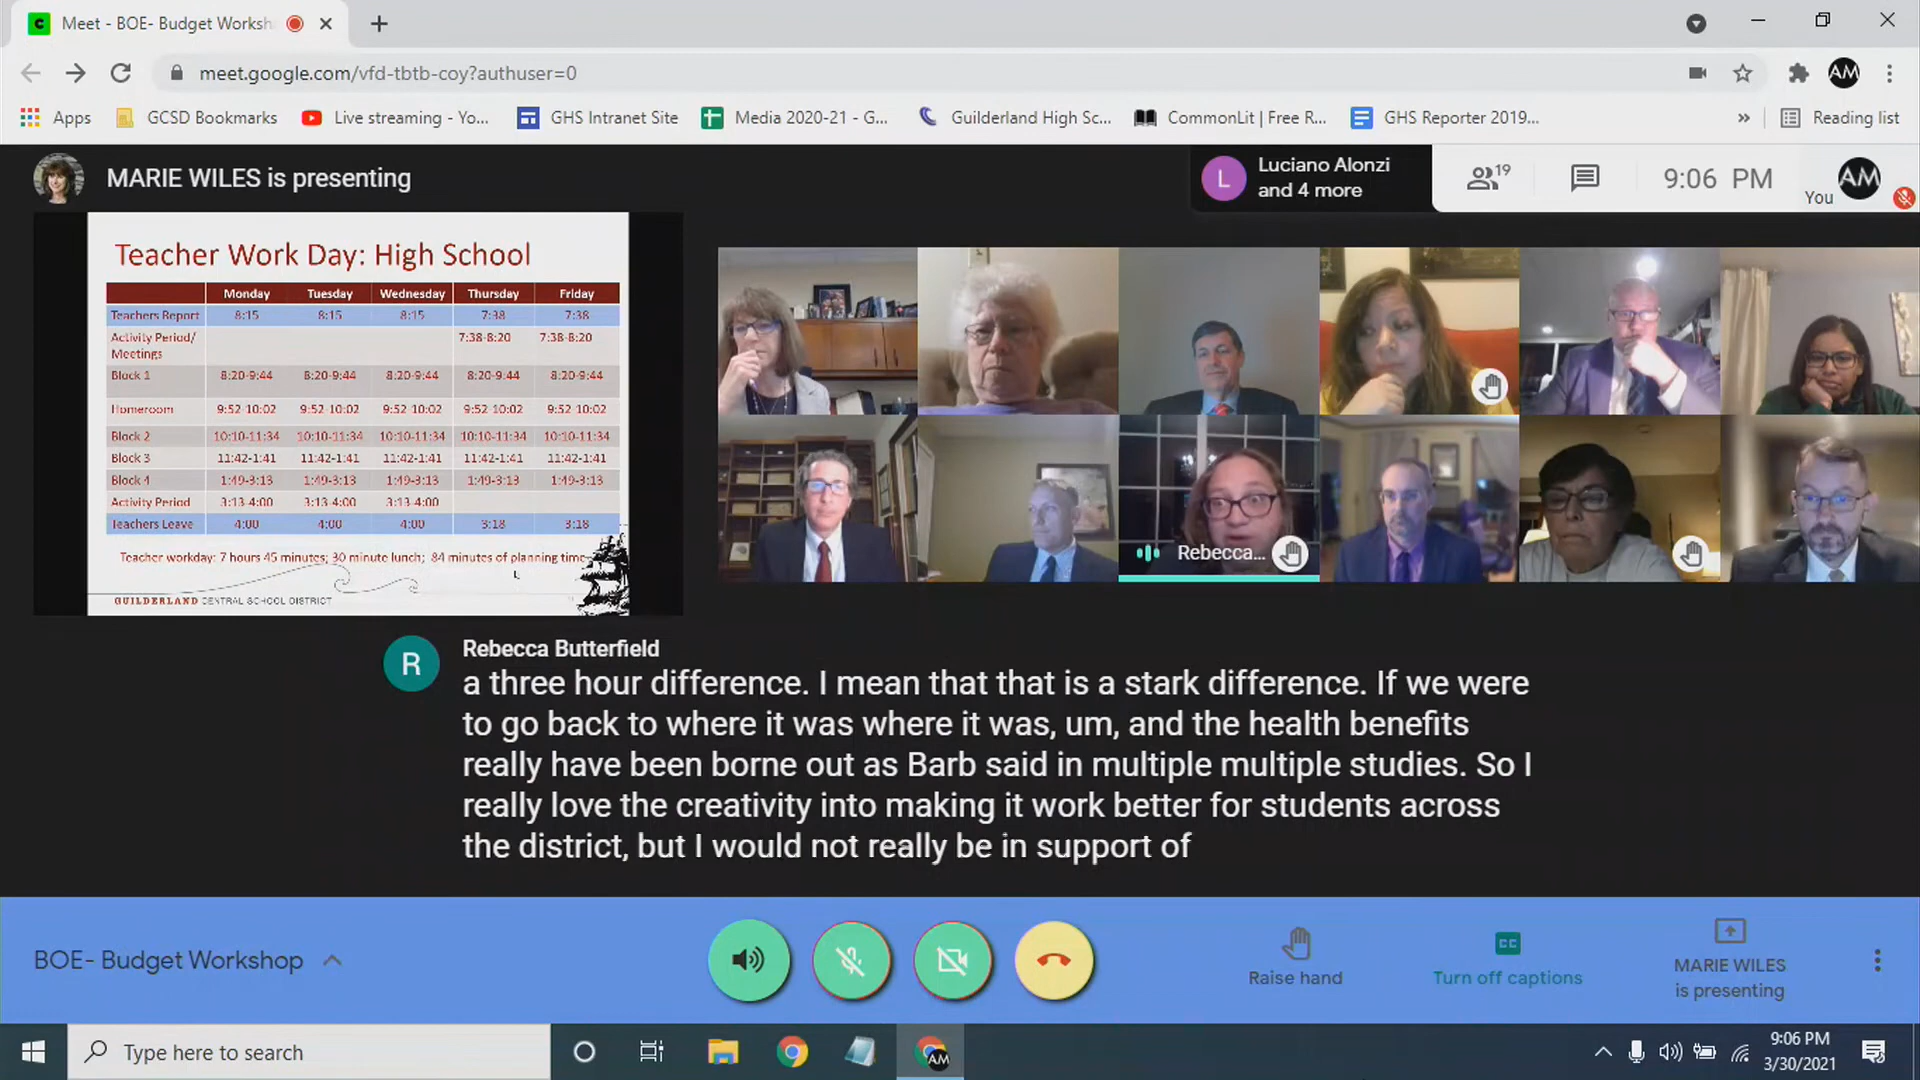 Meet - BOE- Budget Worksh
meet.google.com/vfd-tbtb-coy?authuser=0
AM
Apps GCSD Bookmarks Live streaming - Yo... GHS Intranet Site Media 2020-21 - G... Guilderland High Sc... CommonLit | Free R... GHS Reporter 2019... » Reading list
MARIE WILES is presenting
L
Luciano Alonzi
and 4 more
19
9:06 PM
You
AM
Teacher Work Day: High School
Monday Tuesday Wednesday Thursday Friday
Teachers Report 8:15 8:15 8:15 7:38 7:38
Activity Period/
Meetings
7:38-8:20 7:38-8:20
Block 1 8:20-9:44 8:20-9:44 8:20-9:44 8:20-9:44 8:20-9:44
Homeroom 9:52-10:02 9:52-10:02 9:52-10:02 9:52-10:02 9:52-10:02
Block 2 10:10-11:34 10:10-11:34 10:10-11:34 10:10-11:34 10:10-11:34
Block 3 11:42-1:41 11:42-1:41 11:42-1:41 11:42-1:41 11:42-1:41
Block 4 1:49-3:13 1:49-3:13 1:49-3:13 1:49-3:13 1:49-3:13
Activity Period 3:13-4:00 3:13-4:00 3:13-4:00
Teachers Leave 4:00 4:00 4:00 3:18 3:18
Teacher workday: 7 hours 45 minutes; 30 minute lunch; 84 minutes of planning time
GUILDERLAND CENTRAL SCHOOL DISTRICT
Rebecca...
R
Rebecca Butterfield
a three hour difference. I mean that that is a stark difference. If we were
to go back to where it was where it was, um, and the health benefits
really have been borne out as Barb said in multiple multiple studies. So I
really love the creativity into making it work better for students across
the district, but I would not really be in support of
BOE- Budget Workshop
Raise hand
CC
Turn off captions
MARIE WILES
is presenting
Type here to search
AM
9:06 PM
3/30/2021